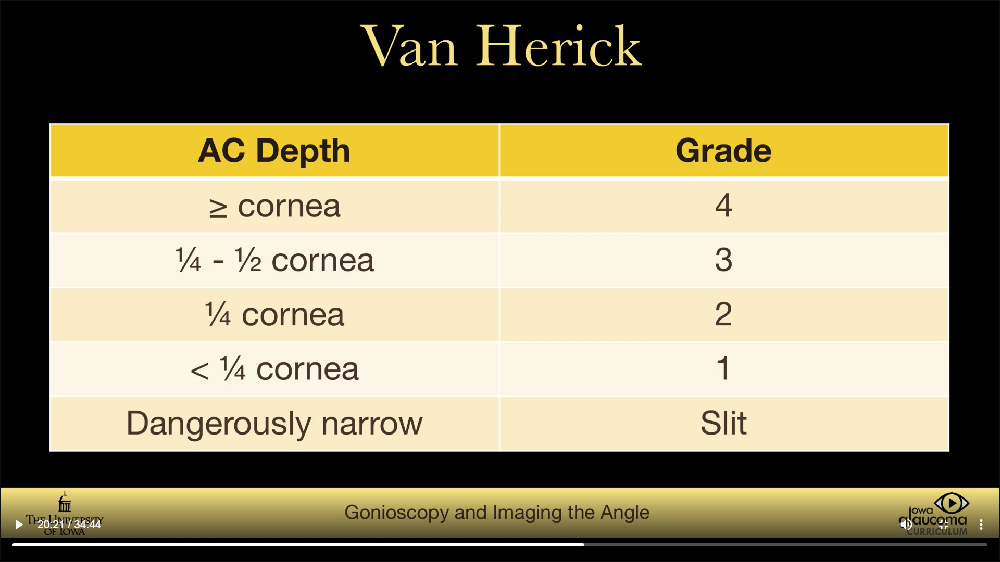 Van Herick
AC Depth Grade
≥ cornea 4
¼ - ½ cornea 3
¼ cornea 2
< ¼ cornea 1
Dangerously narrow Slit
Gonioscopy and Imaging the Angle
THE UNIVERSITY
OF IOWA
20:21 / 34:44
iowa
glaucoma
CURRICULUM